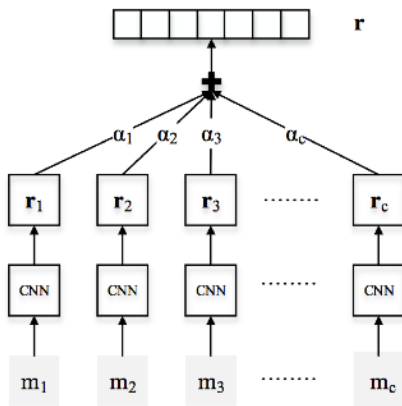 r
α1 α2 α3 αc
r1 r2 r3 ........ rc
CNN CNN CNN ........ CNN
m1 m2 m3 ........ mc